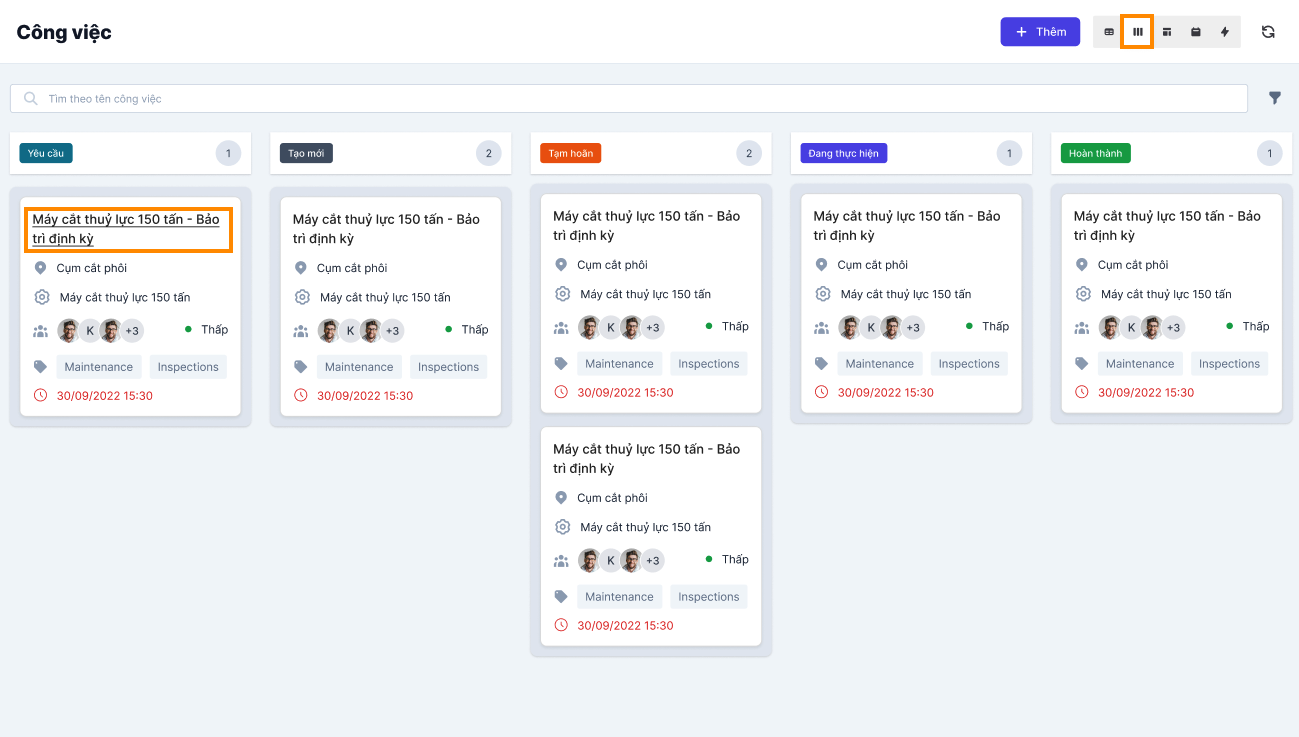 Công việc
Thêm
Tìm theo tên công việc
Yêu cầu
1
Máy cắt thuỷ lực 150 tấn - Bảo
trì định kỳ
Cụm cắt phôi
Máy cắt thuỷ lực 150 tấn
K +3 Thấp
Maintenance Inspections
30/09/2022 15:30
Tạo mới
2
Máy cắt thuỷ lực 150 tấn - Bảo
trì định kỳ
Cụm cắt phôi
Máy cắt thuỷ lực 150 tấn
K +3 Thấp
Maintenance Inspections
30/09/2022 15:30
Tạm hoãn
2
Máy cắt thuỷ lực 150 tấn - Bảo
trì định kỳ
Cụm cắt phôi
Máy cắt thuỷ lực 150 tấn
K +3 Thấp
Maintenance Inspections
30/09/2022 15:30
Máy cắt thuỷ lực 150 tấn - Bảo
trì định kỳ
Cụm cắt phôi
Máy cắt thuỷ lực 150 tấn
K +3 Thấp
Maintenance Inspections
30/09/2022 15:30
Đang thực hiện
1
Máy cắt thuỷ lực 150 tấn - Bảo
trì định kỳ
Cụm cắt phôi
Máy cắt thuỷ lực 150 tấn
K +3 Thấp
Maintenance Inspections
30/09/2022 15:30
Hoàn thành
1
Máy cắt thuỷ lực 150 tấn - Bảo
trì định kỳ
Cụm cắt phôi
Máy cắt thuỷ lực 150 tấn
K +3 Thấp
Maintenance Inspections
30/09/2022 15:30